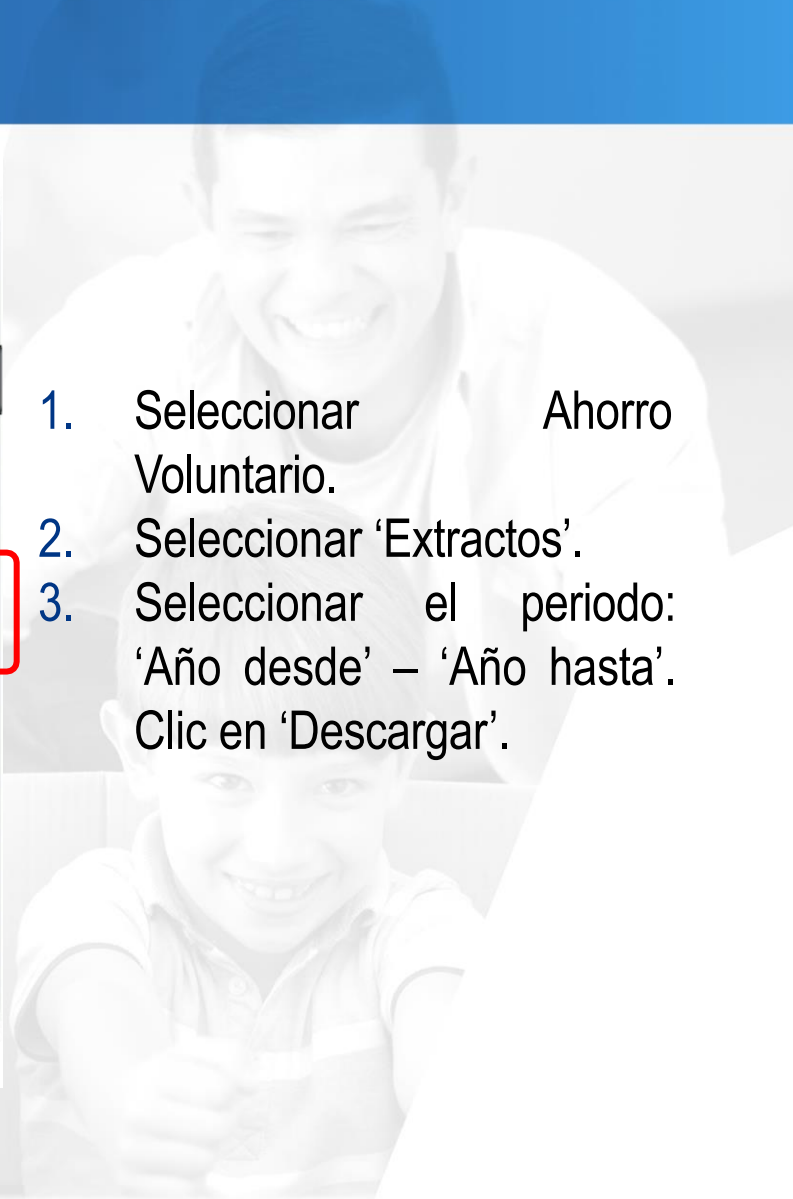 1. Seleccionar Ahorro
Voluntario.
2. Seleccionar ‘Extractos’.
3. Seleccionar el periodo:
‘Año desde’ – ‘Año hasta’.
Clic en ‘Descargar’.